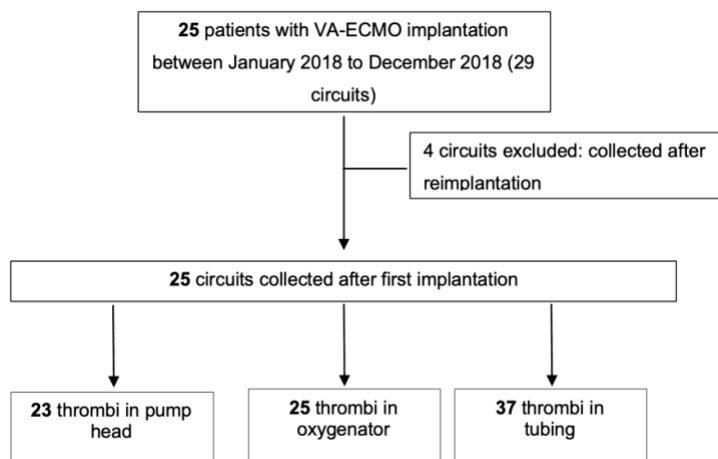 25 patients with VA-ECMO implantation
between January 2018 to December 2018 (29
circuits)
4 circuits excluded: collected after
reimplantation
25 circuits collected after first implantation
23 thrombi in pump
head
25 thrombi in
oxygenator
37 thrombi in
tubing